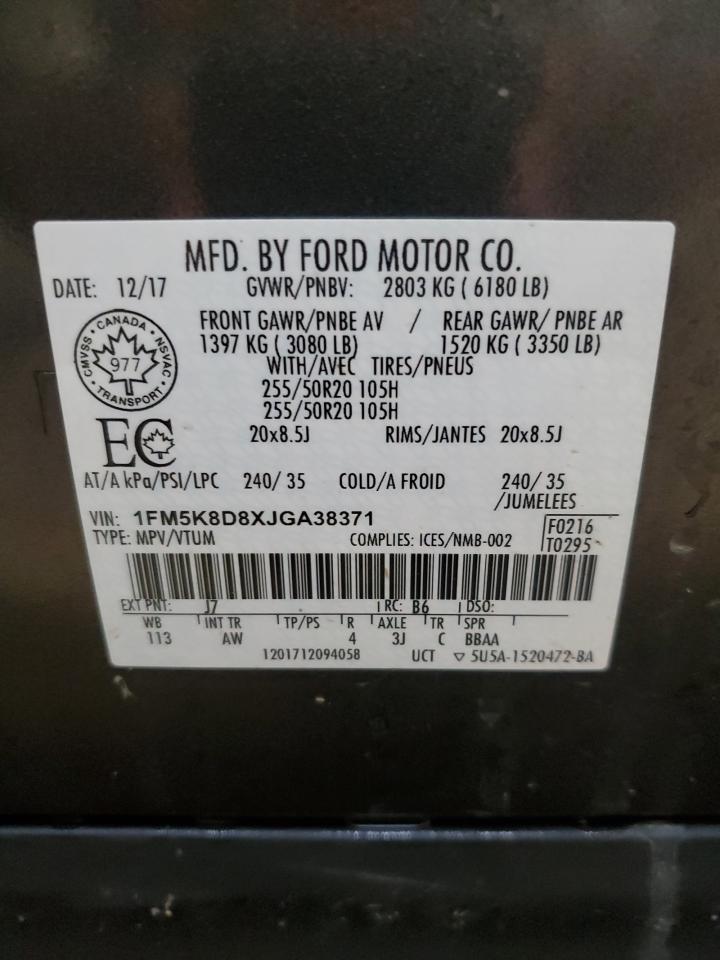 MFD. BY FORD MOTOR CO.
DATE: 12/17 GVWR/PNBV: 2803 KG ( 6180 LB)
FRONT GAWR/PNBE AV / REAR GAWR/ PNBE AR
1397 KG ( 3080 LB) 1520 KG ( 3350 LB)
WITH/AVEC TIRES/PNEUS
255/50R20 105H
255/50R20 105H
CANADA
CMVSS 977 NSVAC
TRANSPORT
EC 20x8.5J RIMS/JANTES 20x8.5J
AT/A kPa/PSI/LPC 240/ 35 COLD/A FROID 240/ 35
/JUMELEES
VIN: 1FM5K8D8XJGA38371 F0216
TYPE: MPV/VTUM COMPLIES: ICES/NMB-002 T0295
EXT PNT: J7 RC: B6 DSO:
WB INT TR TP/PS R AXLE TR SPR
113 AW 4 3J C BBAA
1201712094058 UCT ▽ 5U5A-1520472-BA